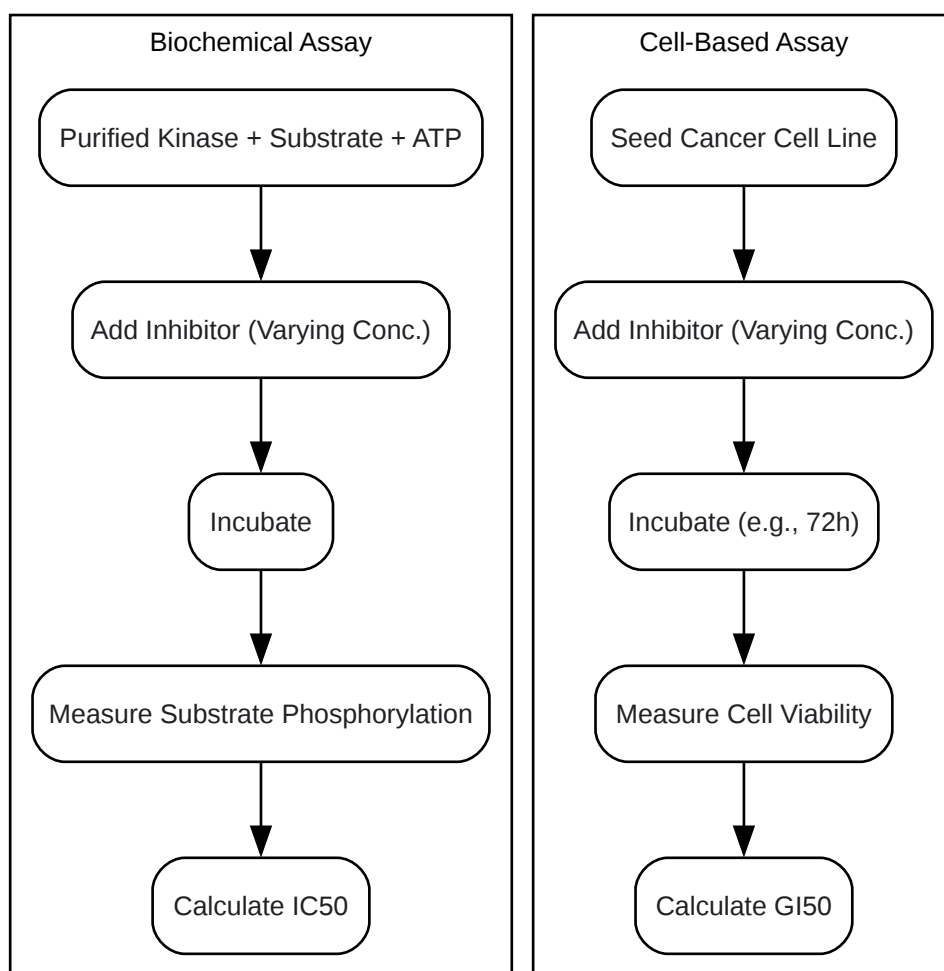 Biochemical Assay
Purified Kinase + Substrate + ATP
Add Inhibitor (Varying Conc.)
Incubate
Measure Substrate Phosphorylation
Calculate IC50
Cell-Based Assay
Seed Cancer Cell Line
Add Inhibitor (Varying Conc.)
Incubate (e.g., 72h)
Measure Cell Viability
Calculate GI50